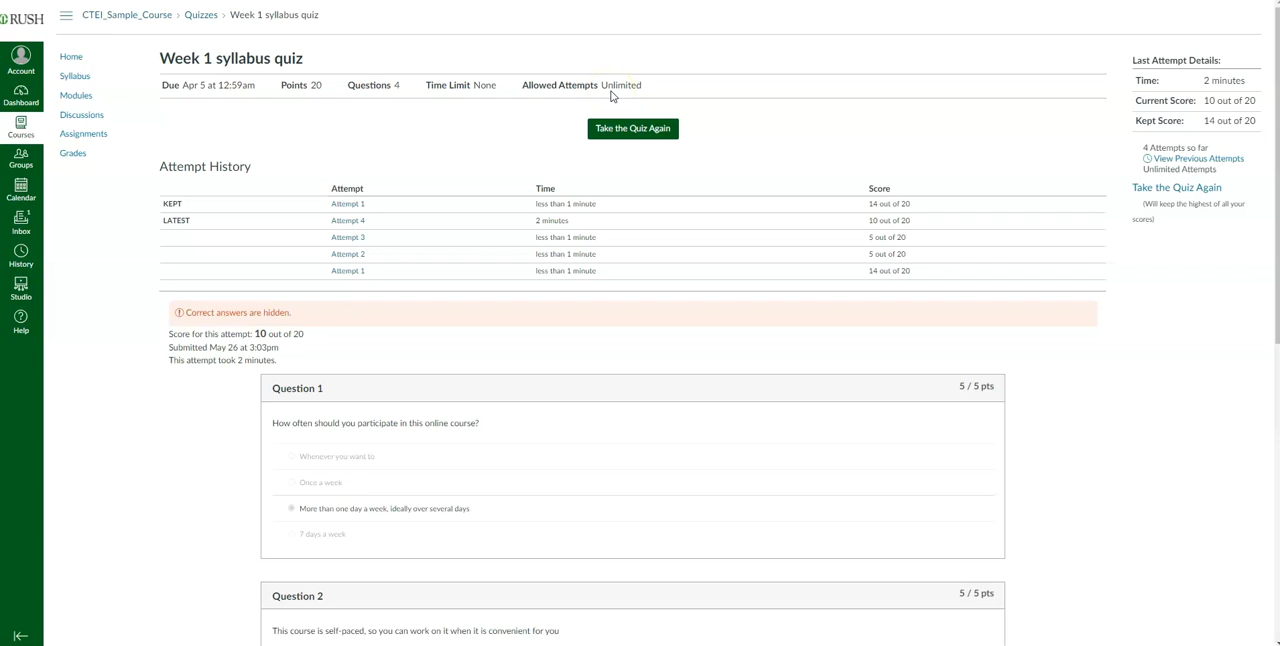 RUSH
CTEI_Sample_Course › Quizzes › Week 1 syllabus quiz
Account
Dashboard
Courses
Groups
Calendar
1
Inbox
History
Studio
Help
Home
Syllabus
Modules
Discussions
Assignments
Grades
Week 1 syllabus quiz
Due Apr 5 at 12:59am Points 20 Questions 4 Time Limit None Allowed Attempts Unlimited
Take the Quiz Again
Attempt History
Attempt Time Score
KEPT Attempt 1 less than 1 minute 14 out of 20
LATEST Attempt 4 2 minutes 10 out of 20
Attempt 3 less than 1 minute 5 out of 20
Attempt 2 less than 1 minute 5 out of 20
Attempt 1 less than 1 minute 14 out of 20
Correct answers are hidden.
Score for this attempt: 10 out of 20
Submitted May 26 at 3:03pm
This attempt took 2 minutes.
Question 1 5 / 5 pts
How often should you participate in this online course?
Whenever you want to
Once a week
More than one day a week, ideally over several days
7 days a week
Question 2 5 / 5 pts
This course is self-paced, so you can work on it when it is convenient for you
Last Attempt Details:
Time: 2 minutes
Current Score: 10 out of 20
Kept Score: 14 out of 20
4 Attempts so far
View Previous Attempts
Unlimited Attempts
Take the Quiz Again
(Will keep the highest of all your
scores)